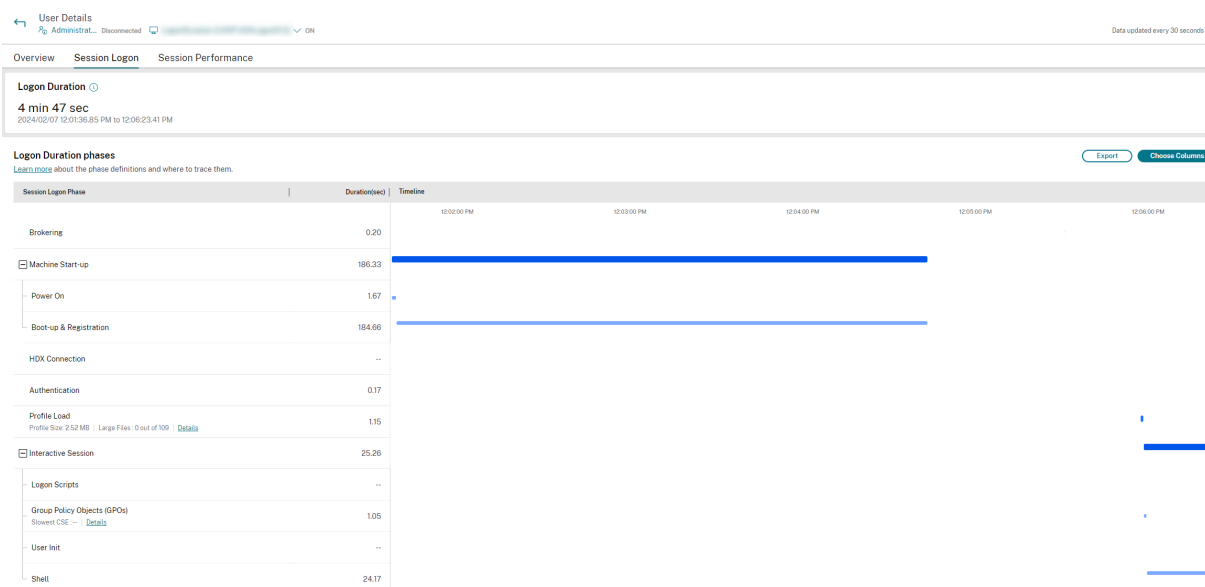 User Details
Administrat... Disconnected ON
Data updated every 30 seconds
Overview Session Logon Session Performance
Logon Duration
4 min 47 sec
2024/02/07 12:01:36.85 PM to 12:06:23.41 PM
Logon Duration phases
Export Choose Columns
Learn more about the phase definitions and where to trace them.
Session Logon Phase Duration(sec) Timeline
12:02:00 PM 12:03:00 PM 12:04:00 PM 12:05:00 PM 12:06:00 PM
Brokering 0.20
Machine Start-up 186.33
Power On 1.67
Boot-up & Registration 184.66
HDX Connection --
Authentication 0.17
Profile Load
1.15
Profile Size: 2.52 MB | Large Files : 0 out of 109 | Details
Interactive Session 25.26
Logon Scripts --
Group Policy Objects (GPOs)
1.05
Slowest CSE :-- | Details
User Init --
Shell 24.17